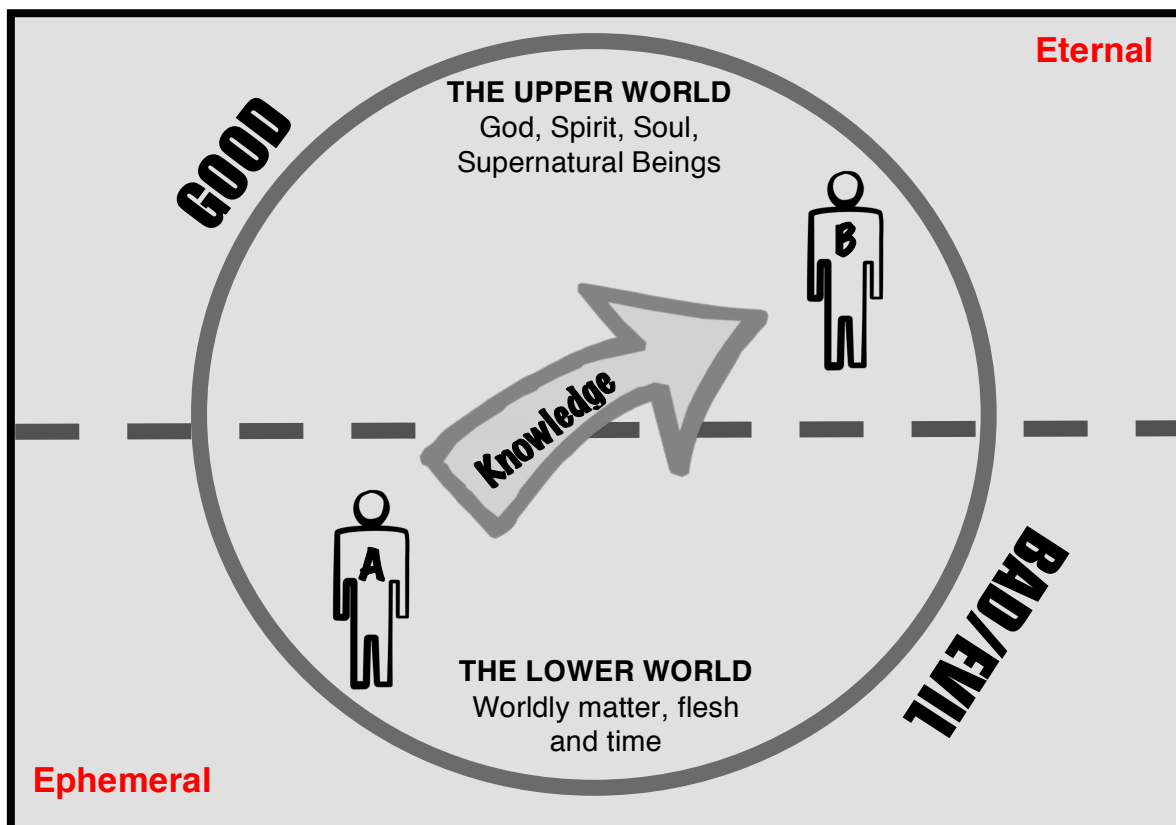 Eternal
THE UPPER WORLD
God, Spirit, Soul,
Supernatural Beings
GOOD
B
Knowledge
A
BAD/EVIL
THE LOWER WORLD
Worldly matter, flesh
and time
Ephemeral